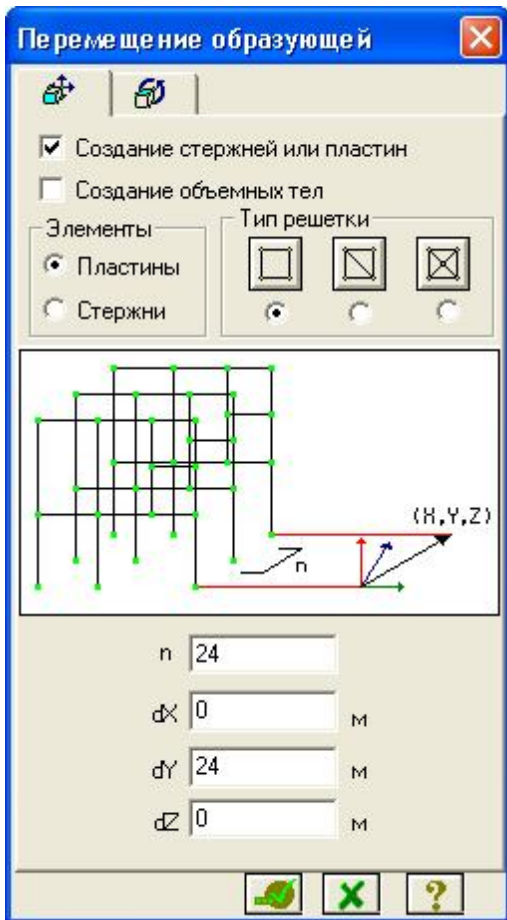 Перемещение образующей
Создание стержней или пластин
Создание объемных тел
Элементы
Тип решетки
Пластины
Стержни
(X,Y,Z)
n
n 24
dX 0 м
dY 24 м
dZ 0 м
?